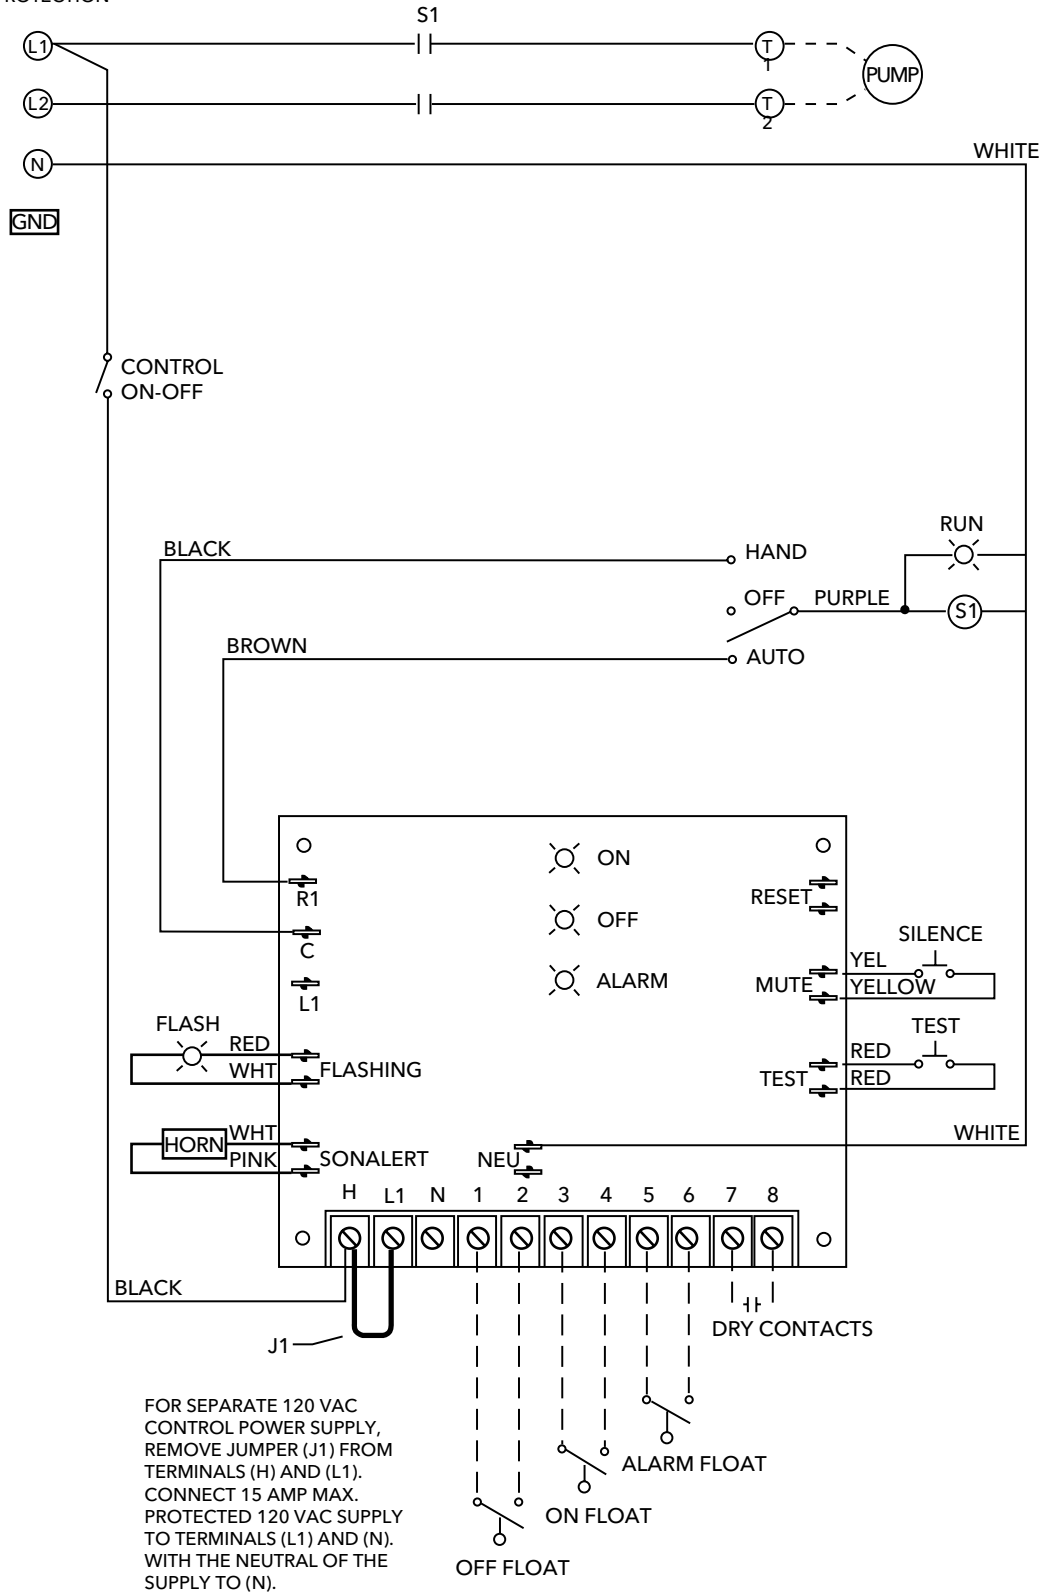 S1
L1
T
1
PUMP
L2
T
2
N
WHITE
GND
CONTROL
ON-OFF
RUN
BLACK
HAND
OFF
PURPLE
S1
BROWN
AUTO
ON
R1
RESET
OFF
C
SILENCE
ALARM
YEL
MUTE
YELLOW
L1
FLASH
TEST
RED
RED
FLASHING
WHT
TEST
RED
WHT
HORN
WHITE
PINK
SONALERT
NEU
H L1 N 1 2 3 4 5 6 7 8
BLACK
DRY CONTACTS
J1
FOR SEPARATE 120 VAC
CONTROL POWER SUPPLY,
REMOVE JUMPER (J1) FROM
TERMINALS (H) AND (L1).
CONNECT 15 AMP MAX.
PROTECTED 120 VAC SUPPLY
TO TERMINALS (L1) AND (N).
WITH THE NEUTRAL OF THE
SUPPLY TO (N).
ALARM FLOAT
ON FLOAT
OFF FLOAT